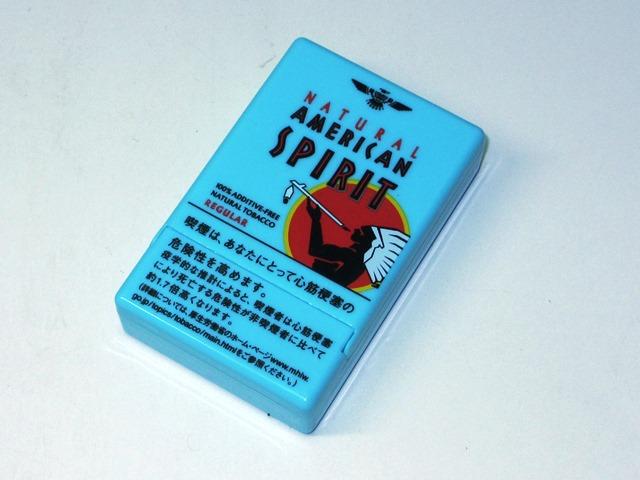 NATURAL
AMERICAN
SPIRIT
100% ADDITIVE-FREE
NATURAL TOBACCO
REGULAR
喫煙は、あなたにとって心筋梗塞の
危険性を高めます。
疫学的な推計によると、喫煙者は心筋梗塞
により死亡する危険性が非喫煙者に比べて
約1.7倍高くなります。
(詳細については、厚生労働省のホーム・ページwww.mhlw.
go.jp/topics/tobacco/main.htmlをご参照ください。)